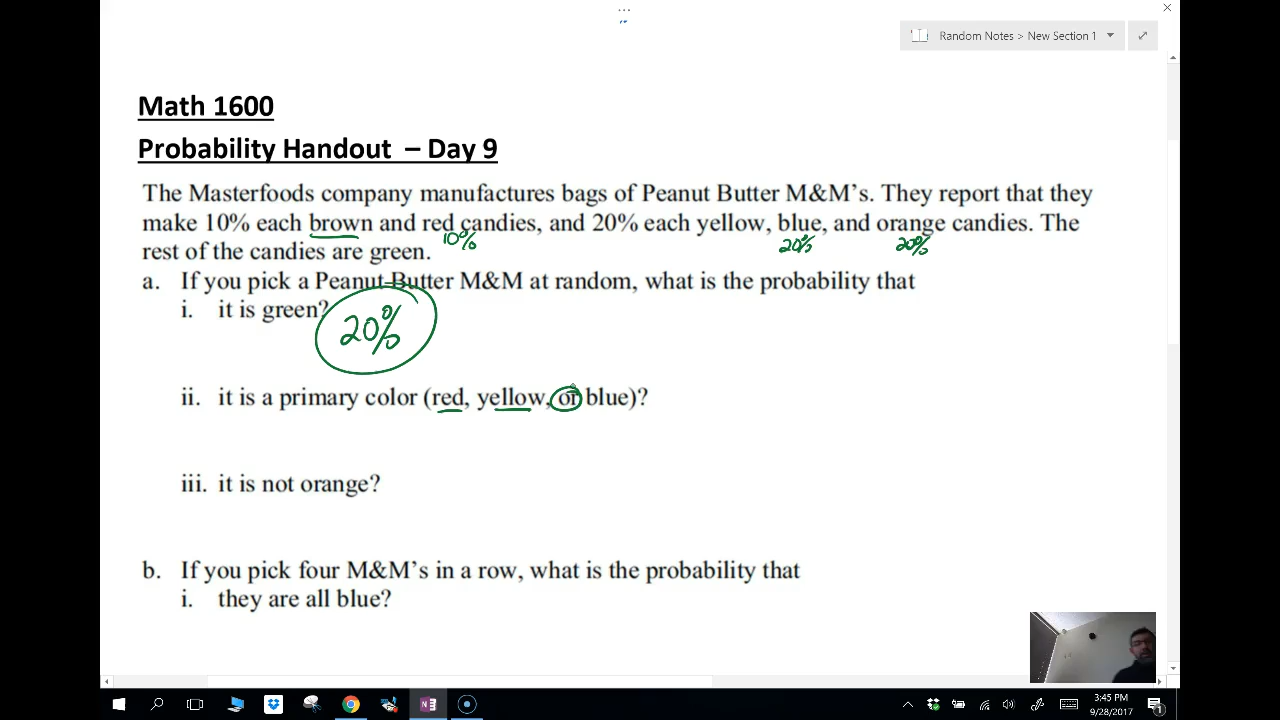 Random Notes > New Section 1
Math 1600
Probability Handout – Day 9
The Masterfoods company manufactures bags of Peanut Butter M&M's. They report that they
make 10% each brown and red candies, and 20% each yellow, blue, and orange candies. The
10% 20% 20%
rest of the candies are green.
a. If you pick a Peanut Butter M&M at random, what is the probability that
i. it is green?
20%
ii. it is a primary color (red, yellow, or blue)?
iii. it is not orange?
b. If you pick four M&M's in a row, what is the probability that
i. they are all blue?
3:45 PM
9/28/2017